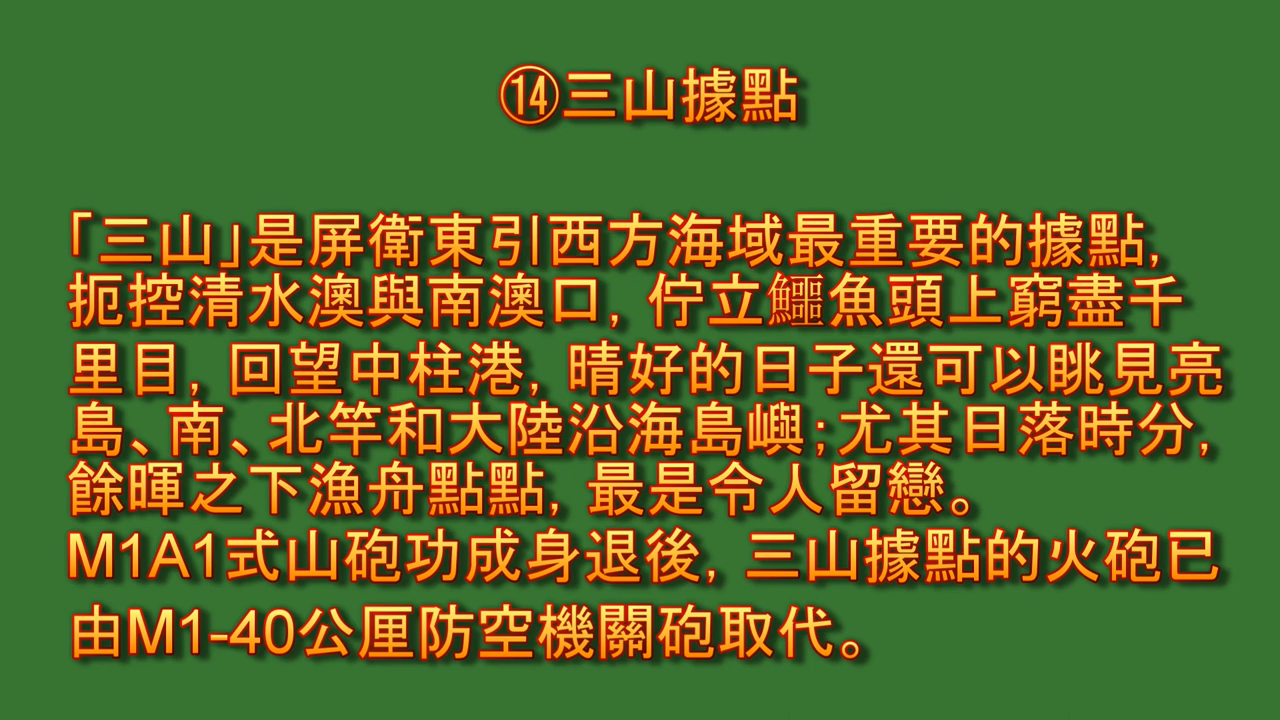 ⑭三山據點
「三山」是屏衛東引西方海域最重要的據點,
扼控清水澳與南澳口, 佇立鱷魚頭上窮盡千
里目, 回望中柱港, 晴好的日子還可以眺見亮
島、南、北竿和大陸沿海島嶼;尤其日落時分,
餘暉之下漁舟點點, 最是令人留戀。
M1A1式山砲功成身退後, 三山據點的火砲已
由M1-40公厘防空機關砲取代。